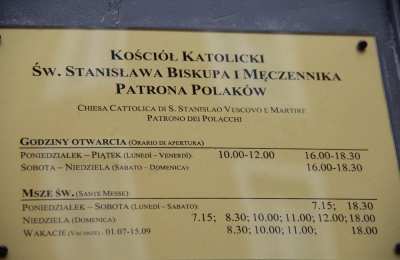 KOŚCIÓŁ KATOLICKI
ŚW. STANISŁAWA BISKUPA I MĘCZENNIKA
PATRONA POLAKÓW
CHIESA CATTOLICA DI S. STANISLAO VESCOVO E MARTIRE
PATRONO DEI POLACCHI
GODZINY OTWARCIA (ORARIO DI APERTURA)
PONIEDZIAŁEK – PIĄTEK (LUNEDÌ - VENERDÌ): 10.00-12.00 16.00-18.30
SOBOTA – NIEDZIELA (SABATO – DOMENICA): 16.00-18.30
MSZE ŚW. (SANTE MESSE):
PONIEDZIAŁEK – SOBOTA (LUNEDÌ – SABATO): 7.15; 18.30
NIEDZIELA (DOMENICA): 7.15; 8.30; 10.00; 11.00; 12.00; 18.00
WAKACJE (VACANZE): 01.07-15.09 8.30; 10.00; 11.00; 18.00